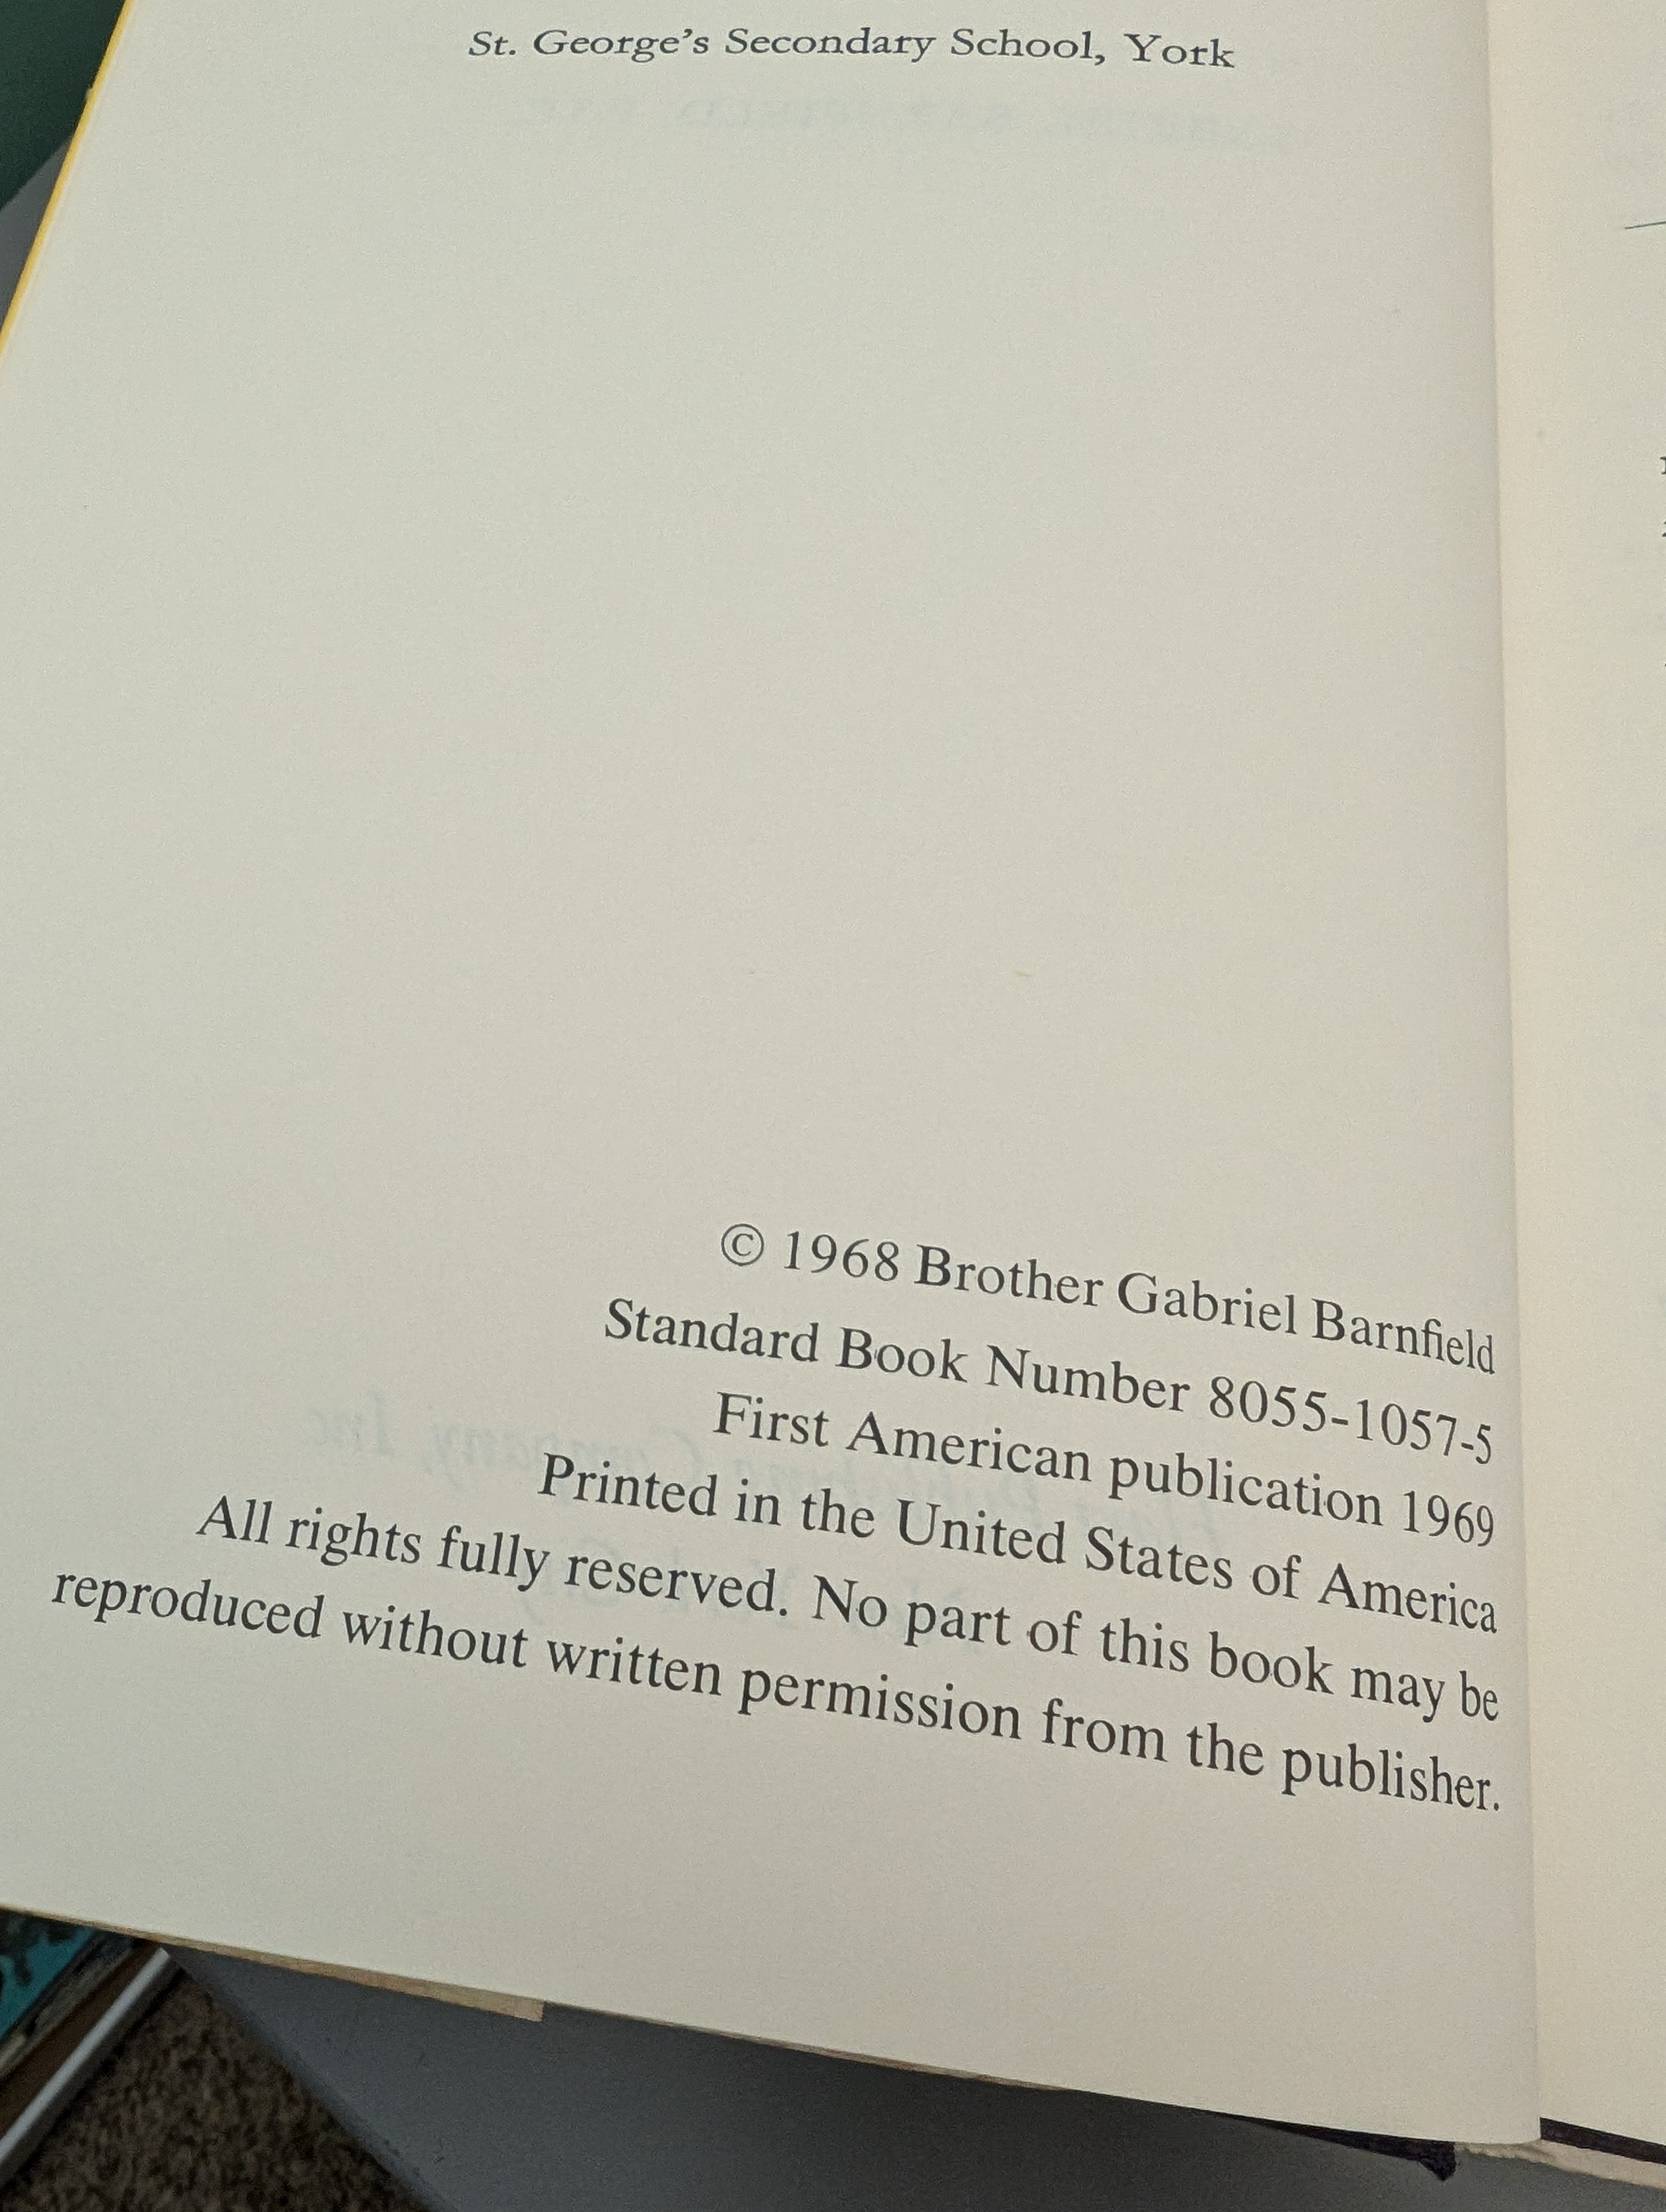 St. George's Secondary School, York
© 1968 Brother Gabriel Barnfield
Standard Book Number 8055-1057-5
First American publication 1969
Printed in the United States of America
All rights fully reserved. No part of this book may be
reproduced without written permission from the publisher.